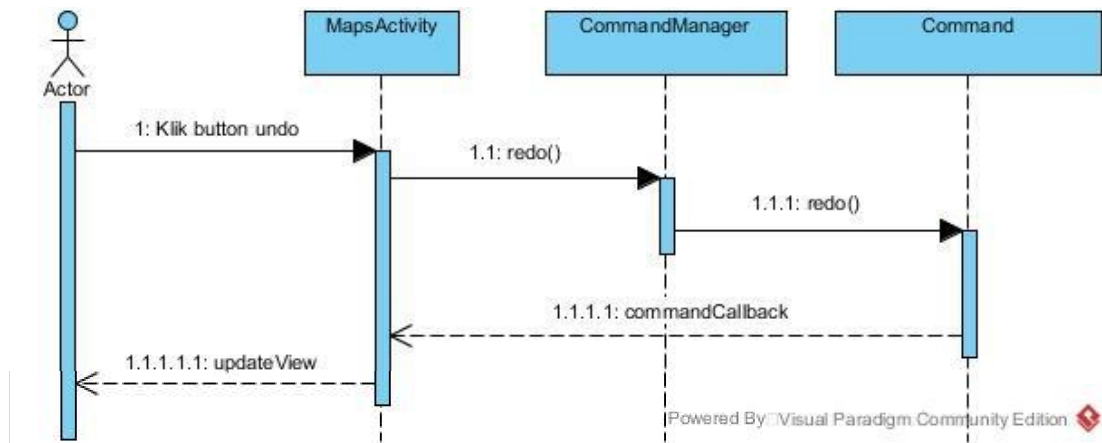 MapsActivity
CommandManager
Command
Actor
1: Klik button undo
1.1: redo()
1.1.1: redo()
1.1.1.1: commandCallback
1.1.1.1.1: updateView
Powered By Visual Paradigm Community Edition